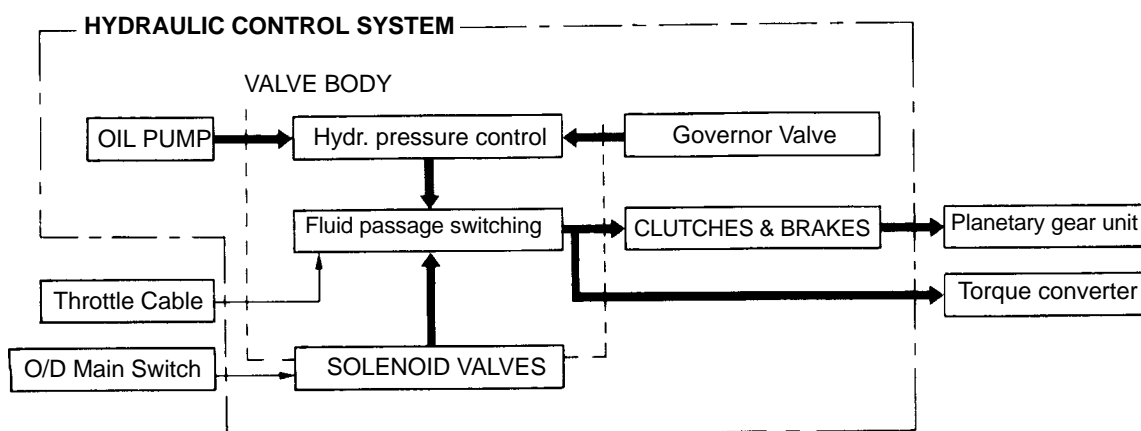 HYDRAULIC CONTROL SYSTEM
VALVE BODY
OIL PUMP
Hydr. pressure control
Governor Valve
Fluid passage switching
CLUTCHES & BRAKES
Planetary gear unit
Throttle Cable
Torque converter
O/D Main Switch
SOLENOID VALVES